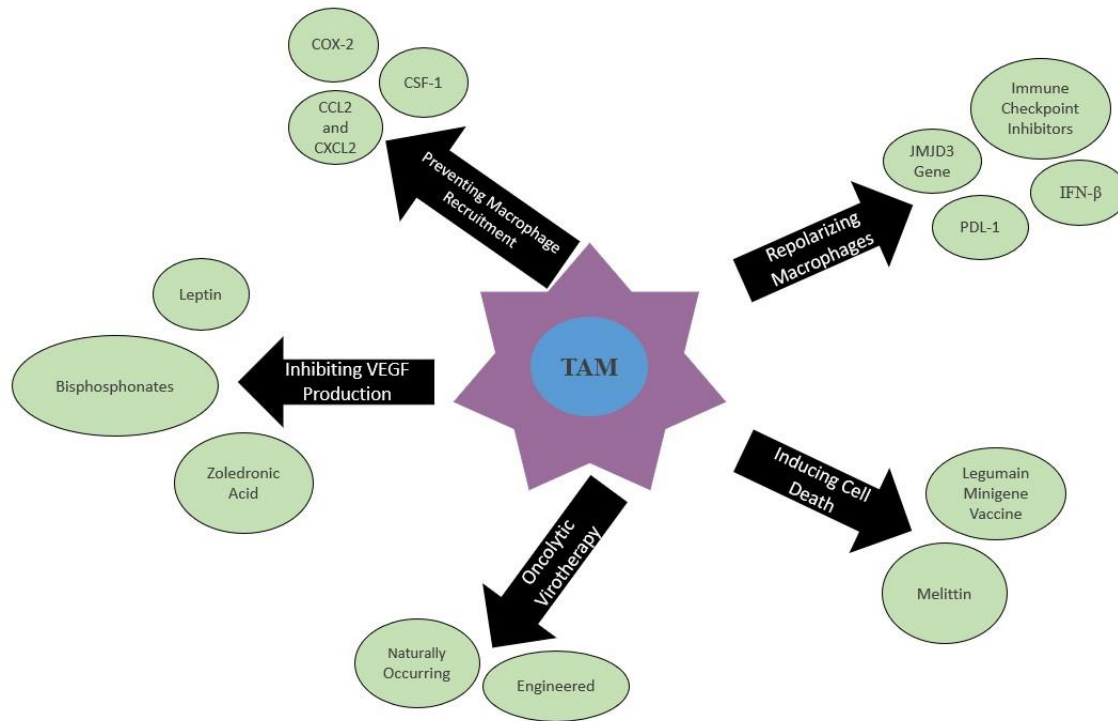 COX-2
CSF-1
CCL2
and
CXCL2
Preventing Macrophage
Recruitment
Immune
Checkpoint
Inhibitors
JMJD3
Gene
IFN-β
PDL-1
Repolarizing
Macrophages
Leptin
Bisphosphonates
Zoledronic
Acid
Inhibiting VEGF
Production
TAM
Inducing Cell
Death
Legumain
Minigene
Vaccine
Melittin
Oncolytic
Virotherapy
Naturally
Occurring
Engineered